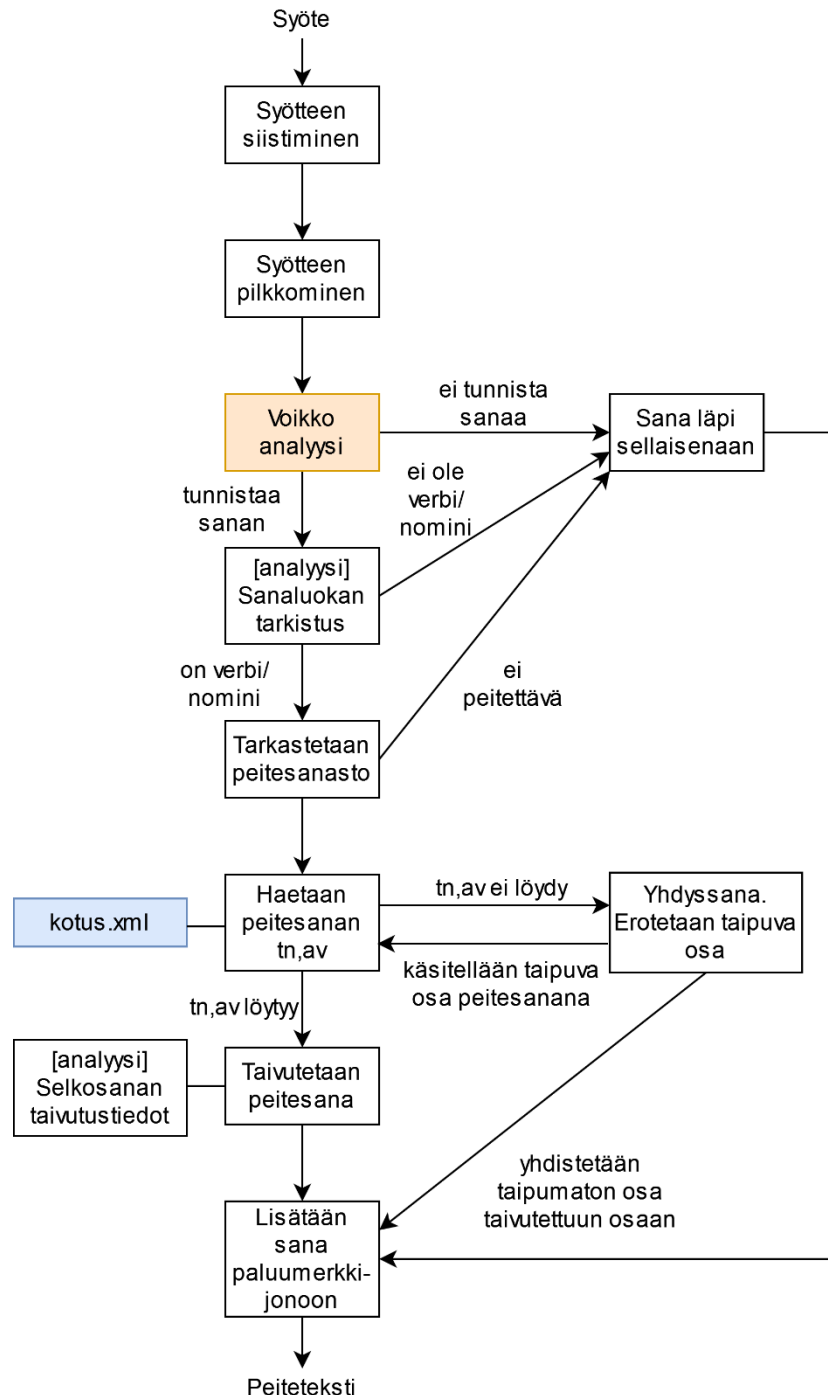 Syöte
Syötteen
siistiminen
Syötteen
pilkkominen
Voikko
analyysi
ei tunnista
sanaa
Sana läpi
sellaisenaan
tunnistaa
sanan
ei ole
verbi/
nomini
[analyysi]
Sanaluokan
tarkistus
on verbi/
nomini
ei
peitettävä
Tarkastetaan
peitesanasto
kotus.xml
Haetaan
peitesanan
tn,av
tn,av ei löydy
Yhdyssana.
Erotetaan taipuva
osa
käsitellään taipuva
osa peitesanana
tn,av löytyy
[analyysi]
Selkosanan
taivutustiedot
Taivutetaan
peitesana
yhdistetään
taipumaton osa
taivutettuun osaan
Lisätään
sana
paluumerkki-
jonoon
Peiteteksti